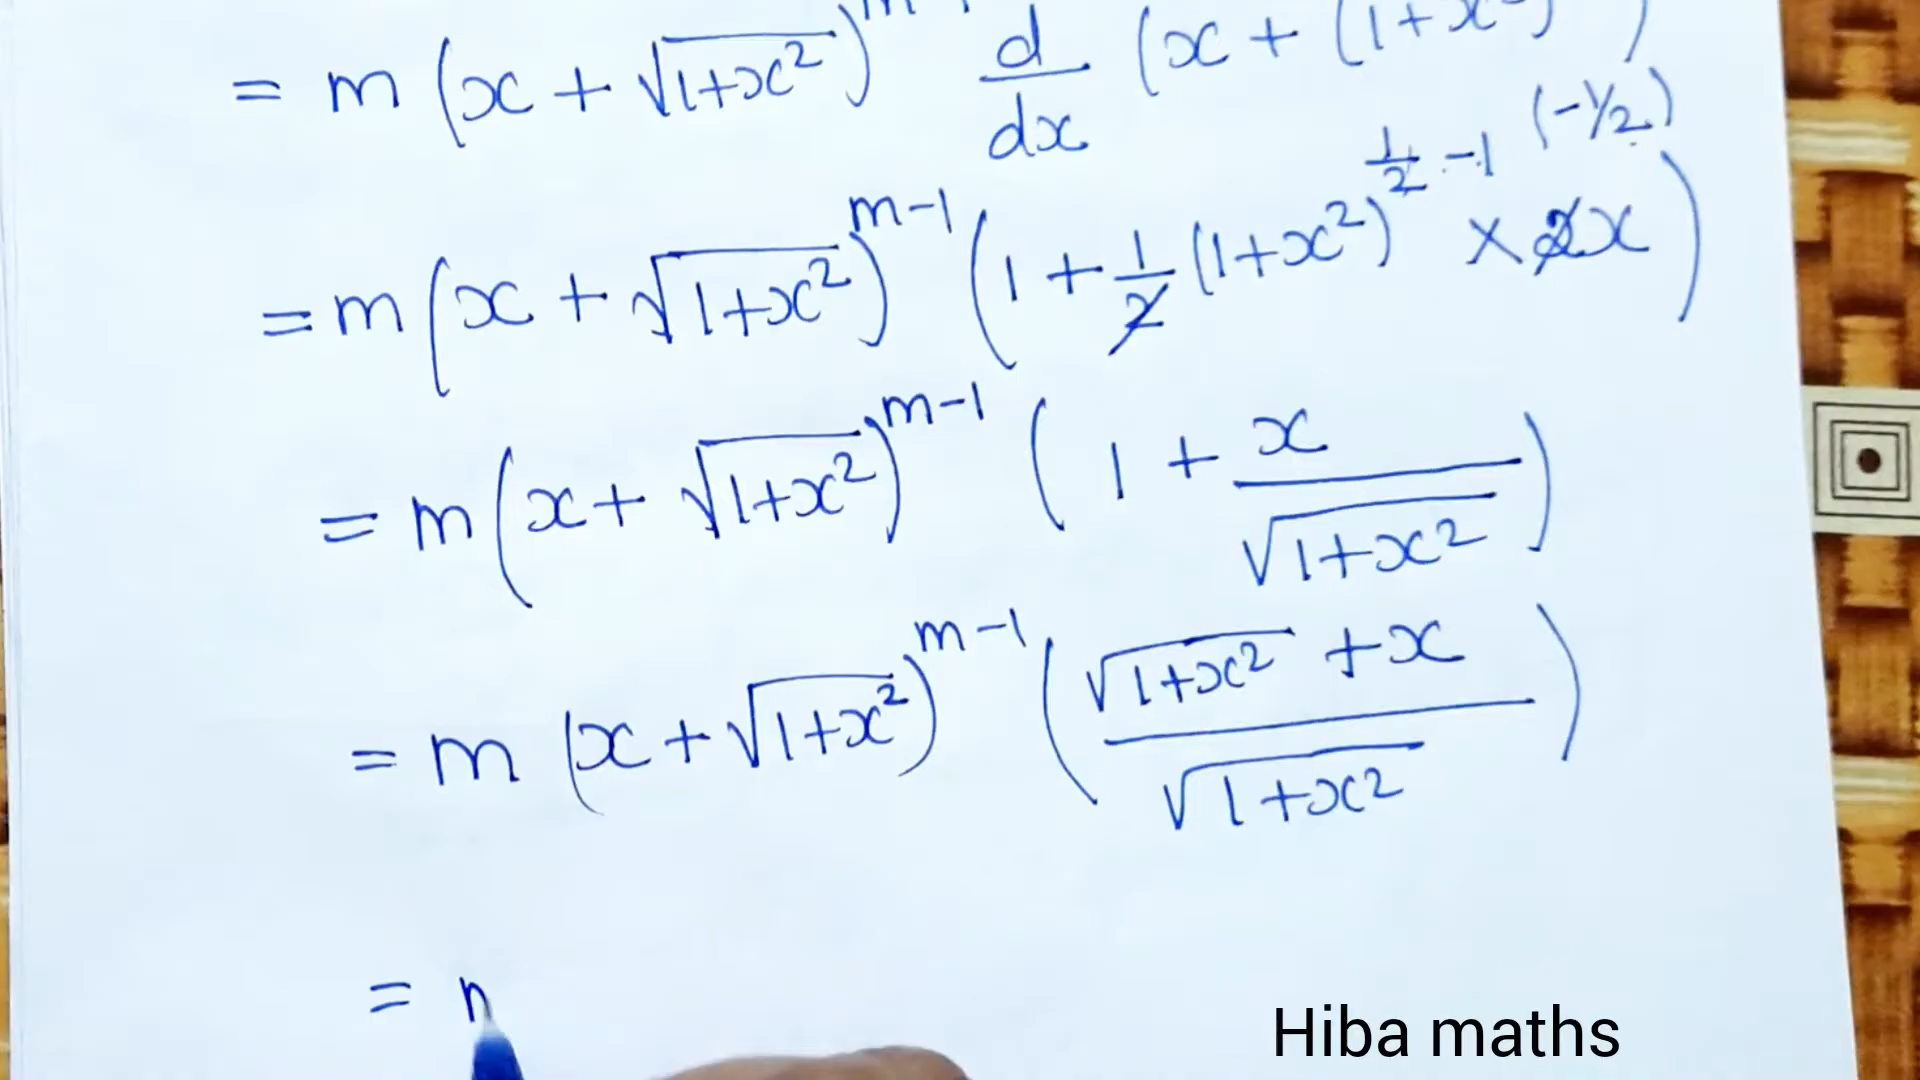 = m (x + √(1+x²))^(m-1) d/dx (x + (1+x²))
= m (x + √(1+x²))^(m-1) (1 + 1/2 (1+x²)^(1/2 -1) × 2x) (-1/2)
= m (x + √(1+x²))^(m-1) (1 + x/√(1+x²))
= m (x + √(1+x²))^(m-1) ((√(1+x²) + x)/√(1+x²))
=
Hiba maths